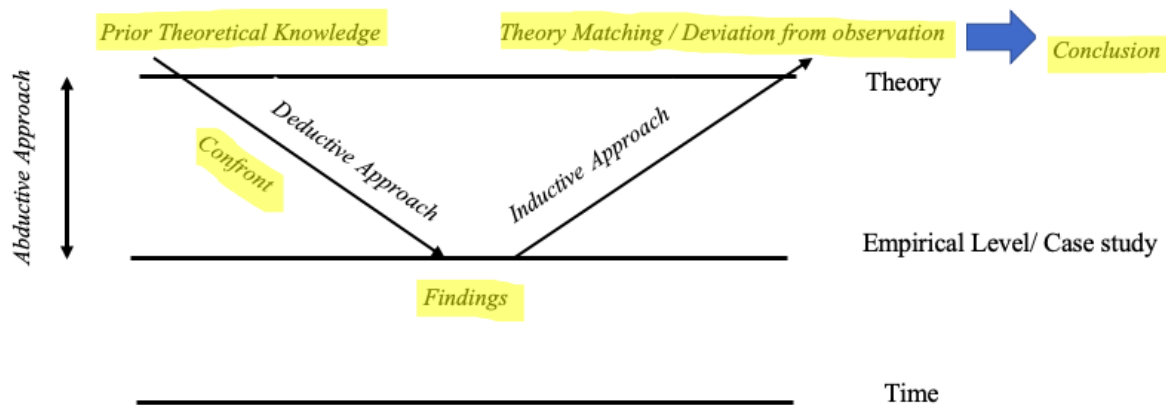 Prior Theoretical Knowledge
Theory Matching / Deviation from observation
Conclusion
Theory
Abductive Approach
Confront
Deductive Approach
Inductive Approach
Empirical Level/ Case study
Findings
Time